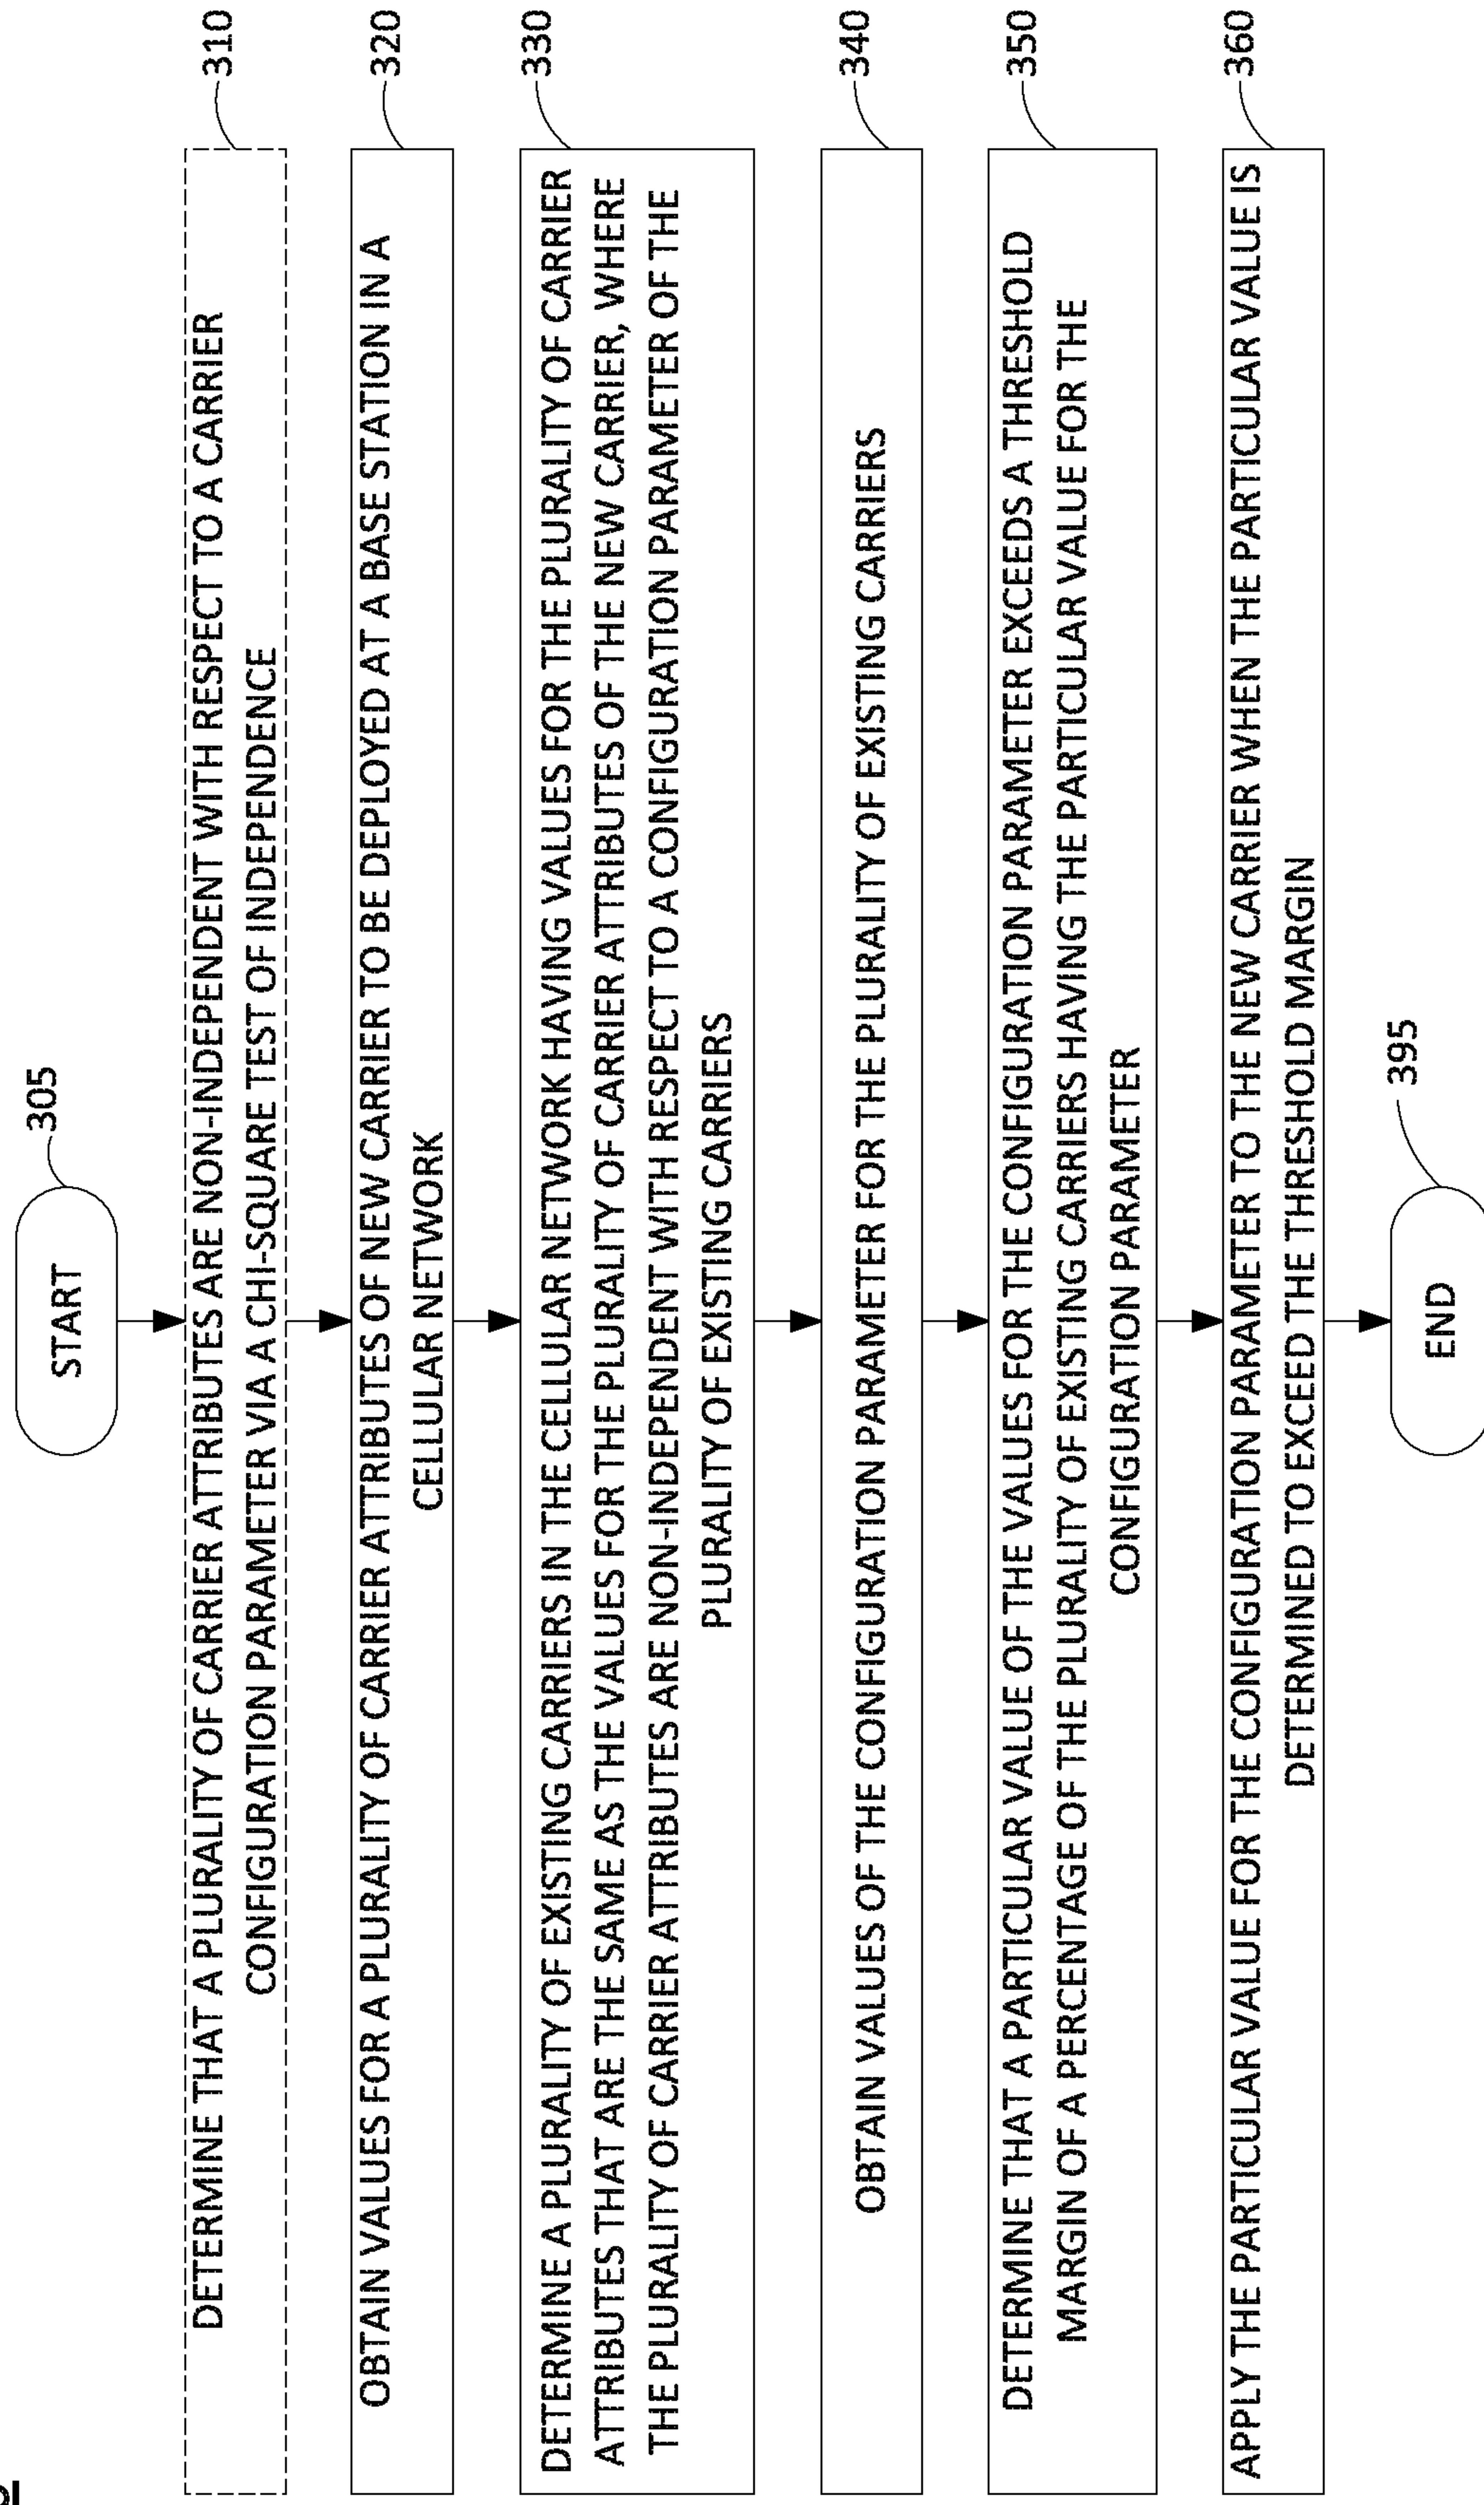 305
START
310
DETERMINE THAT A PLURALITY OF CARRIER ATTRIBUTES ARE NON-INDEPENDENT WITH RESPECT TO A CARRIER
CONFIGURATION PARAMETER VIA A CHI-SQUARE TEST OF INDEPENDENCE
320
OBTAIN VALUES FOR A PLURALITY OF CARRIER ATTRIBUTES OF NEW CARRIER TO BE DEPLOYED AT A BASE STATION IN A
CELLULAR NETWORK
330
DETERMINE A PLURALITY OF EXISTING CARRIERS IN THE CELLULAR NETWORK HAVING VALUES FOR THE PLURALITY OF CARRIER
ATTRIBUTES THAT ARE THE SAME AS THE VALUES FOR THE PLURALITY OF CARRIER ATTRIBUTES OF THE NEW CARRIER, WHERE
THE PLURALITY OF CARRIER ATTRIBUTES ARE NON-INDEPENDENT WITH RESPECT TO A CONFIGURATION PARAMETER OF THE
PLURALITY OF EXISTING CARRIERS
340
OBTAIN VALUES OF THE CONFIGURATION PARAMETER FOR THE PLURALITY OF EXISTING CARRIERS
350
DETERMINE THAT A PARTICULAR VALUE OF THE VALUES FOR THE CONFIGURATION PARAMETER EXCEEDS A THRESHOLD
MARGIN OF A PERCENTAGE OF THE PLURALITY OF EXISTING CARRIERS HAVING THE PARTICULAR VALUE FOR THE
CONFIGURATION PARAMETER
360
APPLY THE PARTICULAR VALUE FOR THE CONFIGURATION PARAMETER TO THE NEW CARRIER WHEN THE PARTICULAR VALUE IS
DETERMINED TO EXCEED THE THRESHOLD MARGIN
395
END